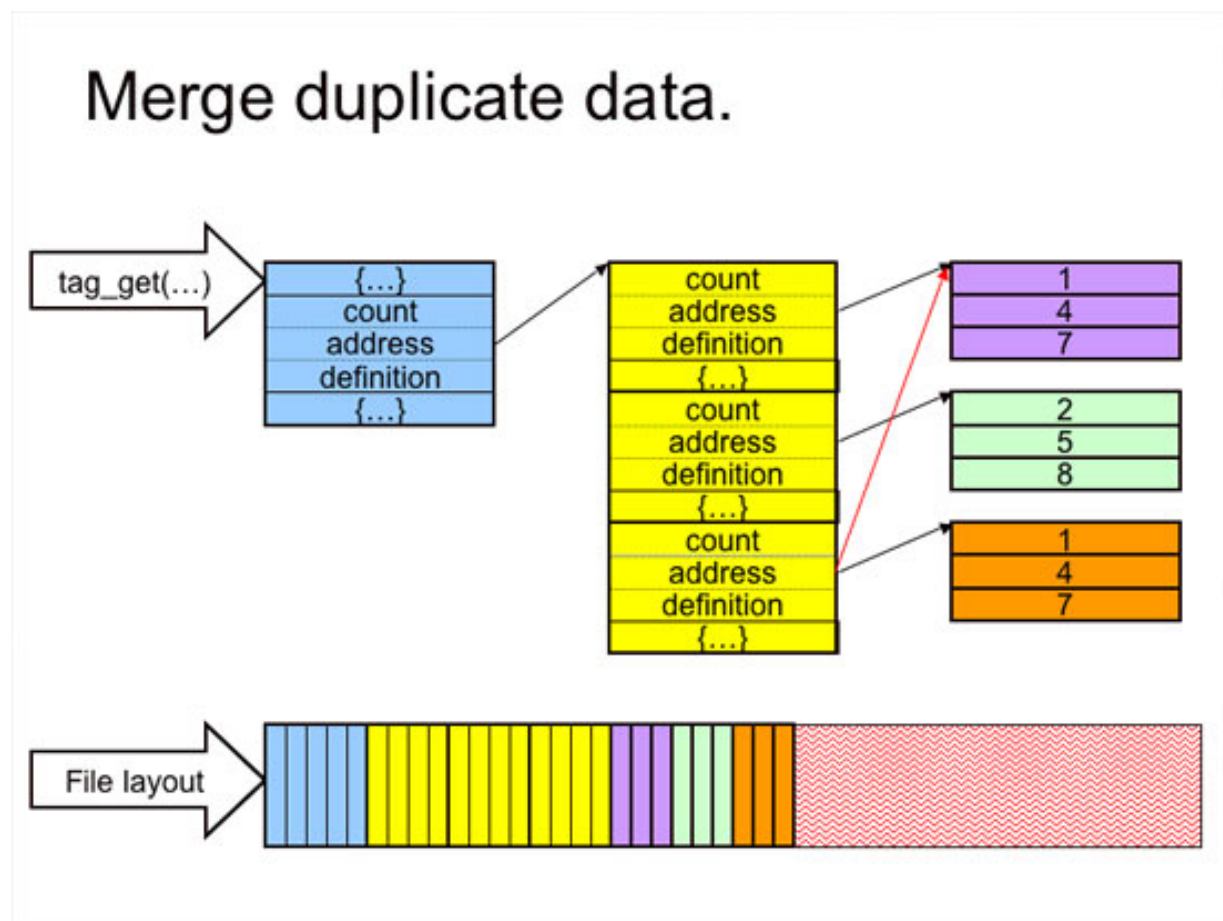 Merge duplicate data.
tag_get(…)
{…}
count
address
definition
{…}
count
address
definition
{…}
count
address
definition
{…}
count
address
definition
{…}
1
4
7
2
5
8
1
4
7
File layout